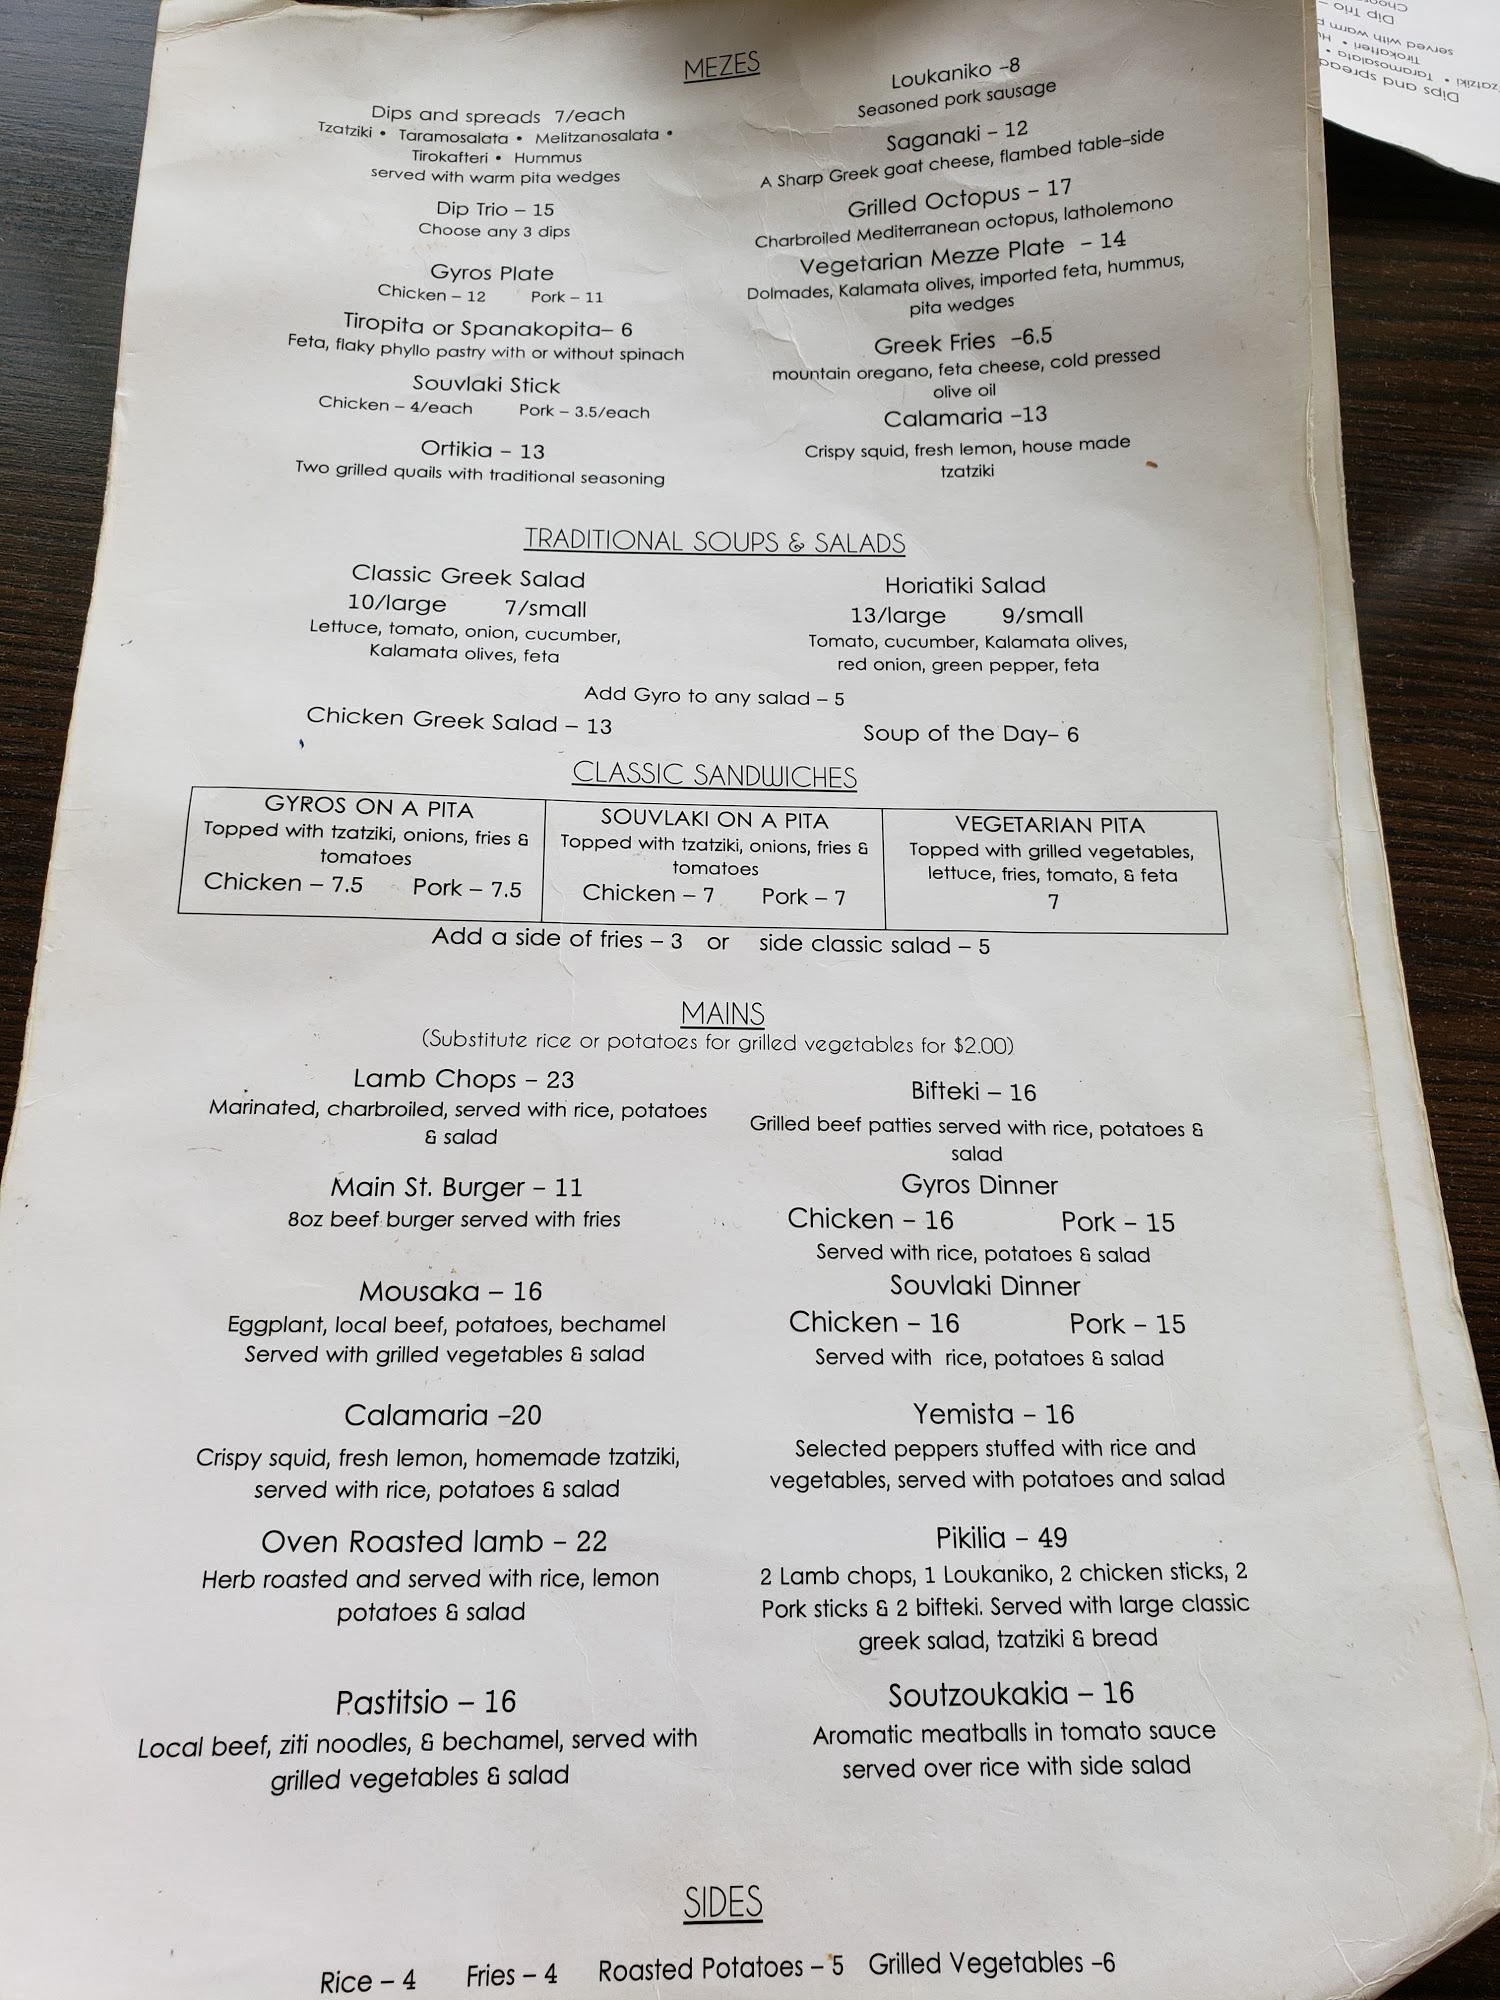 MEZES
Dips and spreads 7/each
Tzatziki • Taramosalata • Melitzanosalata •
Tirokafteri • Hummus
served with warm pita wedges
Dip Trio – 15
Choose any 3 dips
Gyros Plate
Chicken – 12 Pork – 11
Tiropita or Spanakopita– 6
Feta, flaky phyllo pastry with or without spinach
Souvlaki Stick
Chicken – 4/each Pork – 3.5/each
Ortikia – 13
Two grilled quails with traditional seasoning
Loukaniko –8
Seasoned pork sausage
Saganaki – 12
A Sharp Greek goat cheese, flambed table–side
Grilled Octopus – 17
Charbroiled Mediterranean octopus, latholemono
Vegetarian Mezze Plate – 14
Dolmades, Kalamata olives, imported feta, hummus,
pita wedges
Greek Fries –6.5
mountain oregano, feta cheese, cold pressed
olive oil
Calamaria –13
Crispy squid, fresh lemon, house made
tzatziki
TRADITIONAL SOUPS & SALADS
Classic Greek Salad
10/large 7/small
Lettuce, tomato, onion, cucumber,
Kalamata olives, feta
Horiatiki Salad
13/large 9/small
Tomato, cucumber, Kalamata olives,
red onion, green pepper, feta
Add Gyro to any salad – 5
Chicken Greek Salad – 13
Soup of the Day– 6
CLASSIC SANDWICHES
GYROS ON A PITA
Topped with tzatziki, onions, fries &
tomatoes
Chicken – 7.5 Pork – 7.5
SOUVLAKI ON A PITA
Topped with tzatziki, onions, fries &
tomatoes
Chicken – 7 Pork – 7
VEGETARIAN PITA
Topped with grilled vegetables,
lettuce, fries, tomato, & feta
7
Add a side of fries – 3 or side classic salad – 5
MAINS
(Substitute rice or potatoes for grilled vegetables for $2.00)
Lamb Chops – 23
Marinated, charbroiled, served with rice, potatoes
& salad
Main St. Burger – 11
8oz beef burger served with fries
Mousaka – 16
Eggplant, local beef, potatoes, bechamel
Served with grilled vegetables & salad
Calamaria –20
Crispy squid, fresh lemon, homemade tzatziki,
served with rice, potatoes & salad
Oven Roasted lamb – 22
Herb roasted and served with rice, lemon
potatoes & salad
Pastitsio – 16
Local beef, ziti noodles, & bechamel, served with
grilled vegetables & salad
Bifteki – 16
Grilled beef patties served with rice, potatoes &
salad
Gyros Dinner
Chicken – 16 Pork – 15
Served with rice, potatoes & salad
Souvlaki Dinner
Chicken – 16 Pork – 15
Served with rice, potatoes & salad
Yemista – 16
Selected peppers stuffed with rice and
vegetables, served with potatoes and salad
Pikilia – 49
2 Lamb chops, 1 Loukaniko, 2 chicken sticks, 2
Pork sticks & 2 bifteki. Served with large classic
greek salad, tzatziki & bread
Soutzoukakia – 16
Aromatic meatballs in tomato sauce
served over rice with side salad
SIDES
Rice – 4 Fries – 4 Roasted Potatoes – 5 Grilled Vegetables –6
Dips and spread
Tzatziki • Taramosalata •
Tirokafteri •
served with warm
Dip Trio –